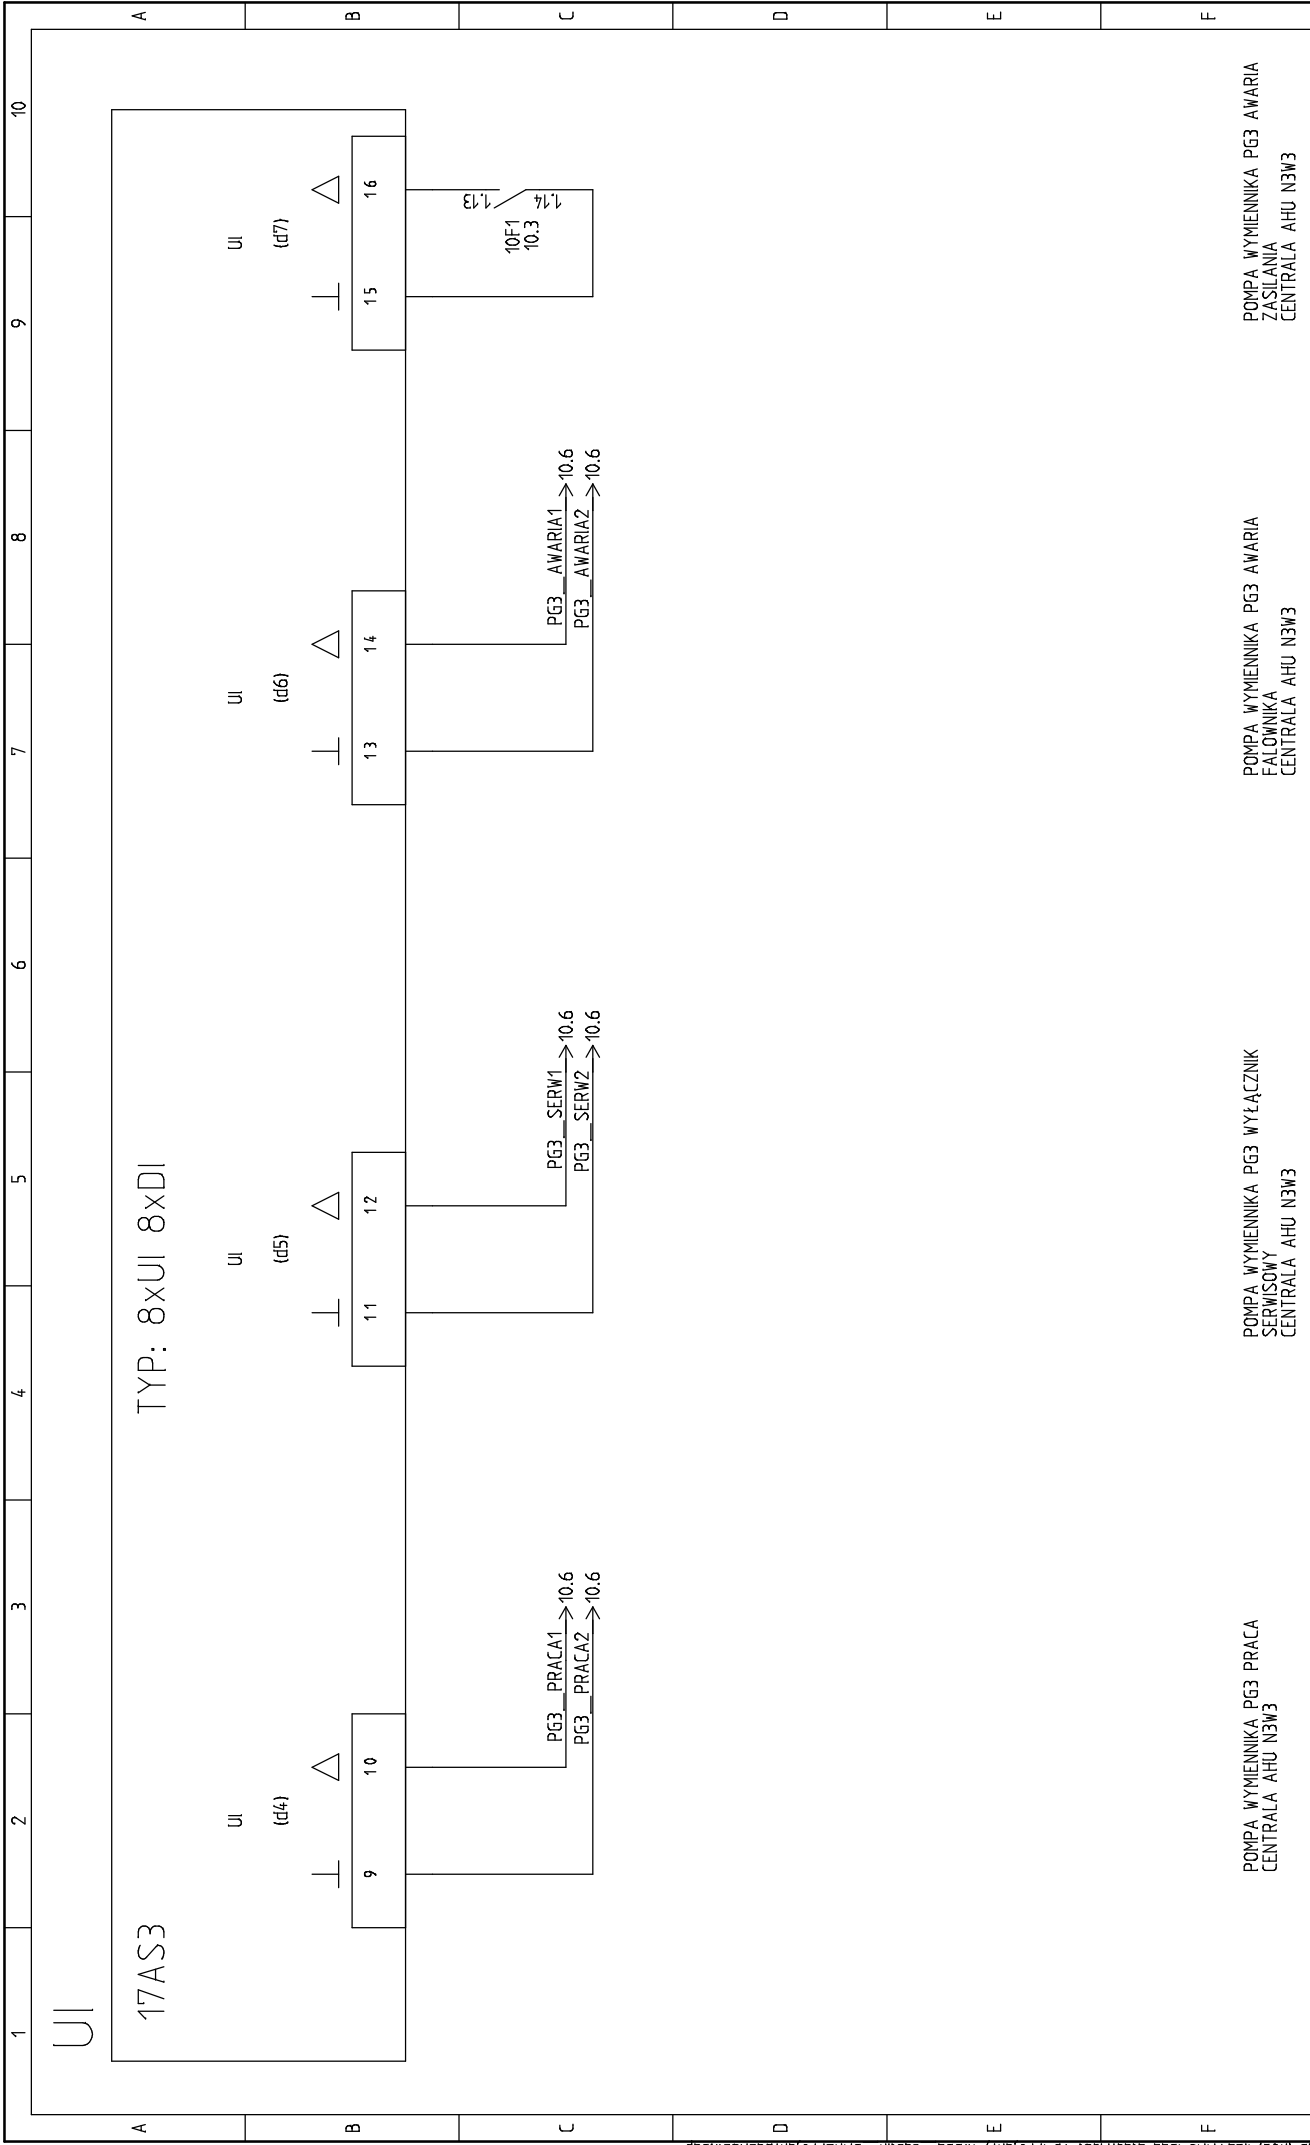 1 2 3 4 5 6 7 8 9 10
A
B
C
D
E
F
A
B
C
D
E
F
UI
17AS3
TYP: 8xUI 8xDI
UI
(d4)
9 10
PG3_PRACA1 10.6
PG3_PRACA2 10.6
UI
(d5)
11 12
PG3_SERW1 10.6
PG3_SERW2 10.6
UI
(d6)
13 14
PG3_AWARIA1 10.6
PG3_AWARIA2 10.6
UI
(d7)
15 16
1.13
10F1
10.3
1.14
POMPA WYMIENNIKA PG3 PRACA
CENTRALA AHU N3W3
POMPA WYMIENNIKA PG3 WYŁĄCZNIK
SERWISOWY
CENTRALA AHU N3W3
POMPA WYMIENNIKA PG3 AWARIA
FALOWNIKA
CENTRALA AHU N3W3
POMPA WYMIENNIKA PG3 AWARIA
ZASILANIA
CENTRALA AHU N3W3